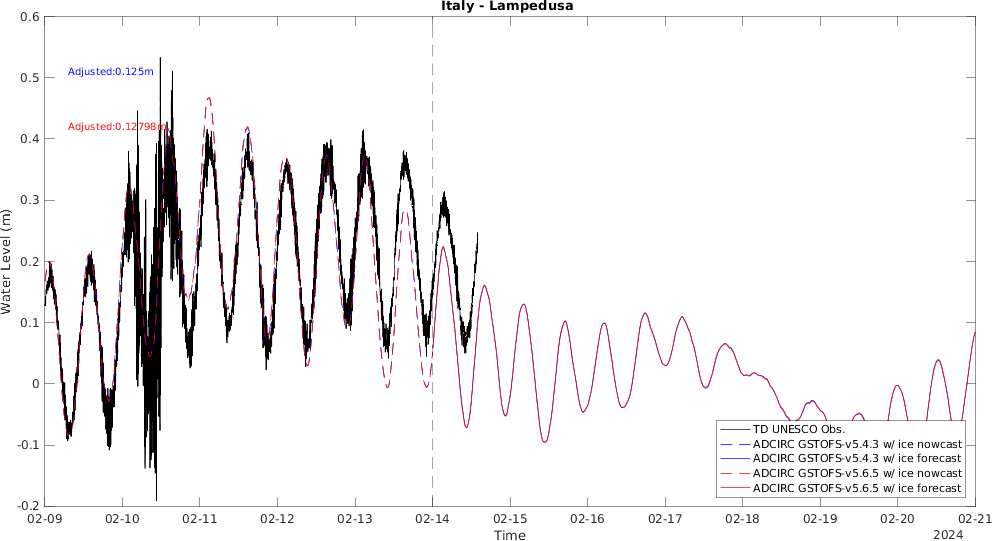 Italy - Lampedusa
0.6
0.5
0.4
0.3
0.2
0.1
0
-0.1
-0.2
Water Level (m)
Adjusted:0.125m
Adjusted:0.12798m
TD UNESCO Obs.
ADCIRC GSTOFS-v5.4.3 w/ ice nowcast
ADCIRC GSTOFS-v5.4.3 w/ ice forecast
ADCIRC GSTOFS-v5.6.5 w/ ice nowcast
ADCIRC GSTOFS-v5.6.5 w/ ice forecast
02-09 02-10 02-11 02-12 02-13 02-14 02-15 02-16 02-17 02-18 02-19 02-20 02-21
Time
2024